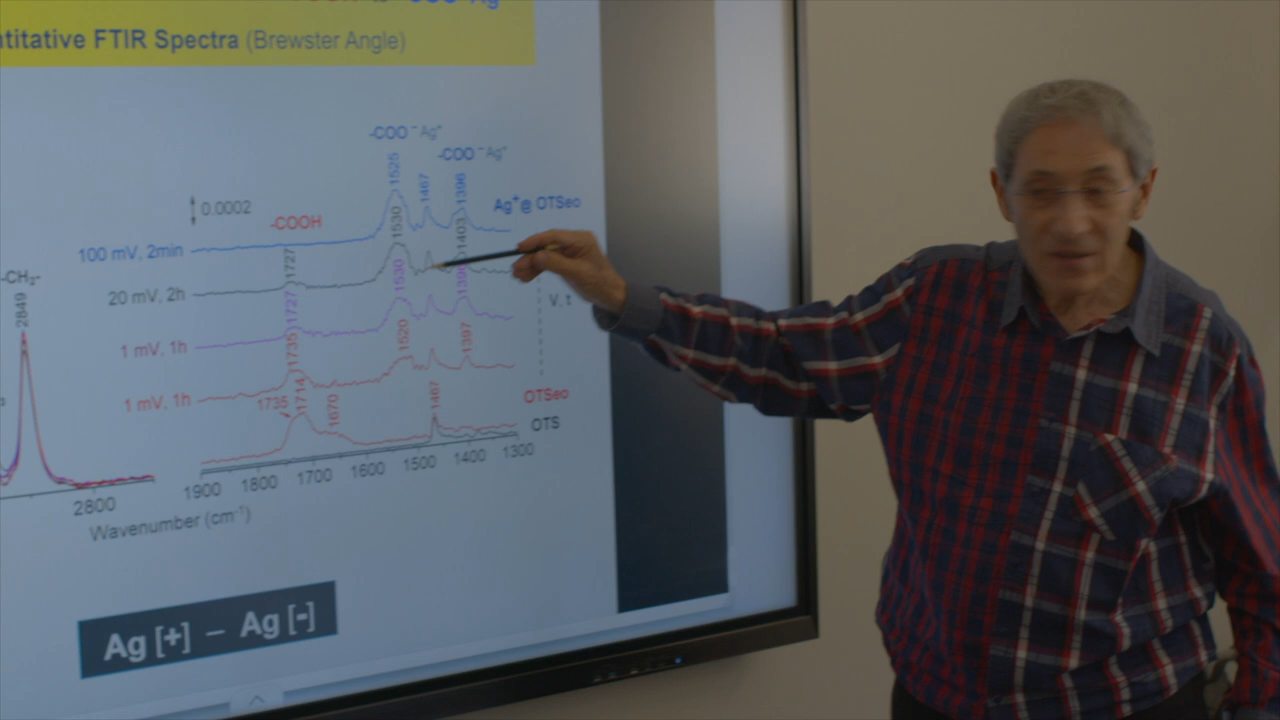 ntitative FTIR Spectra (Brewster Angle)
-COO⁻Ag⁺
-COO⁻Ag⁺
1525
1467
1396
0.0002
-COOH
Ag⁺@OTSeo
100 mV, 2min
1727
1530
1403
-CH₂-
20 mV, 2h
V, t
2849
1727
1530
1 mV, 1h
1735
1520
1397
1 mV, 1h
OTSeo
1735
1714
1670
1467
OTS
2800
1900
1800
1700
1600
1500
1400
1300
Wavenumber (cm⁻¹)
Ag [+] – Ag [-]